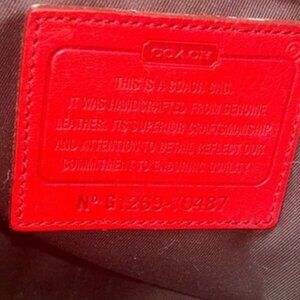 COACH
THIS IS A COACH BAG.
IT WAS HANDCRAFTED FROM GENUINE
LEATHER. ITS SUPERIOR CRAFTSMANSHIP
AND ATTENTION TO DETAIL REFLECT OUR
COMMITMENT TO ENDURING QUALITY.
Nº G1269-70487